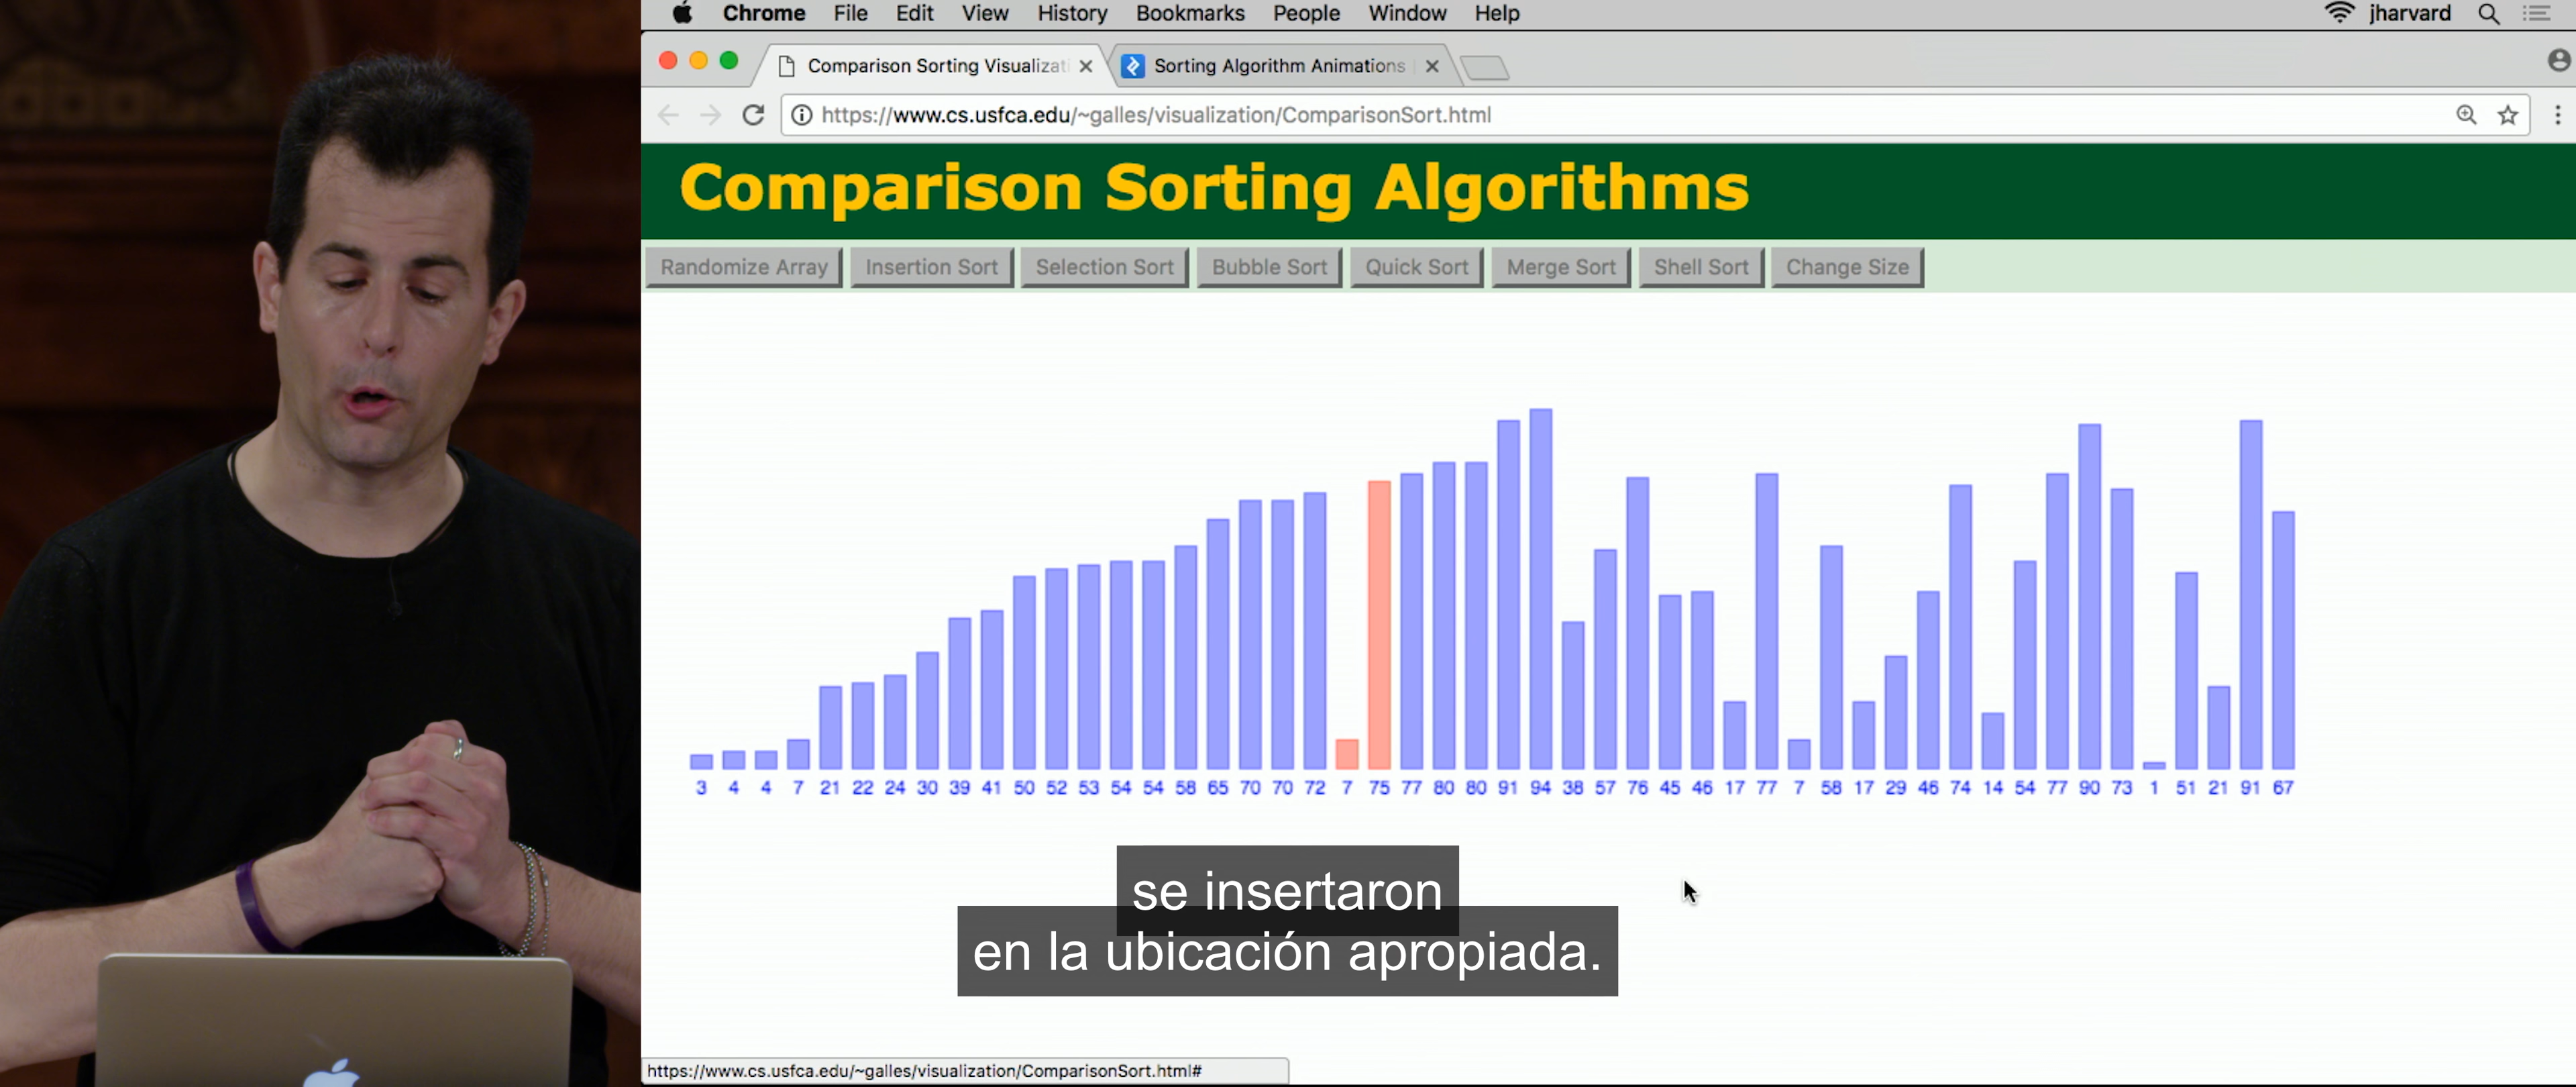 Chrome File Edit View History Bookmarks People Window Help jharvard
Comparison Sorting Visualizati Sorting Algorithm Animations
https://www.cs.usfca.edu/~galles/visualization/ComparisonSort.html
Comparison Sorting Algorithms
Randomize Array Insertion Sort Selection Sort Bubble Sort Quick Sort Merge Sort Shell Sort Change Size
3 4 4 7 21 22 24 30 39 41 50 52 53 54 54 58 65 70 70 72 7 75 77 80 80 91 94 38 57 76 45 46 17 77 7 58 17 29 46 74 14 54 77 90 73 1 51 21 91 67
se insertaron
en la ubicación apropiada.
https://www.cs.usfca.edu/~galles/visualization/ComparisonSort.html#